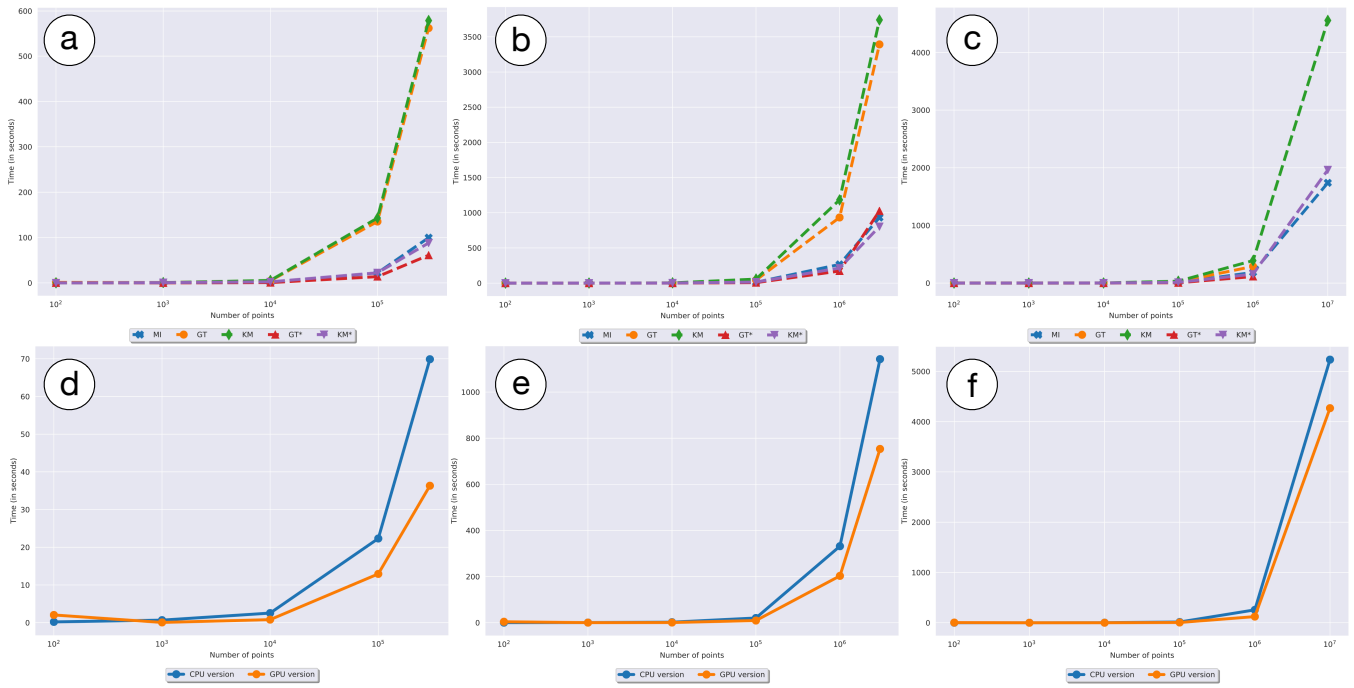 a
600
500
400
300
200
100
0
Time (in seconds)
10² 10³ 10⁴ 10⁵
Number of points
MI GT KM GT* KM*
b
3500
3000
2500
2000
1500
1000
500
0
Time (in seconds)
10² 10³ 10⁴ 10⁵ 10⁶
Number of points
MI GT KM GT* KM*
c
4000
3000
2000
1000
0
Time (in seconds)
10² 10³ 10⁴ 10⁵ 10⁶ 10⁷
Number of points
MI GT KM GT* KM*
d
70
60
50
40
30
20
10
0
Time (in seconds)
10² 10³ 10⁴ 10⁵
Number of points
CPU version GPU version
e
1000
800
600
400
200
0
Time (in seconds)
10² 10³ 10⁴ 10⁵ 10⁶
Number of points
CPU version GPU version
f
5000
4000
3000
2000
1000
0
Time (in seconds)
10² 10³ 10⁴ 10⁵ 10⁶ 10⁷
Number of points
CPU version GPU version